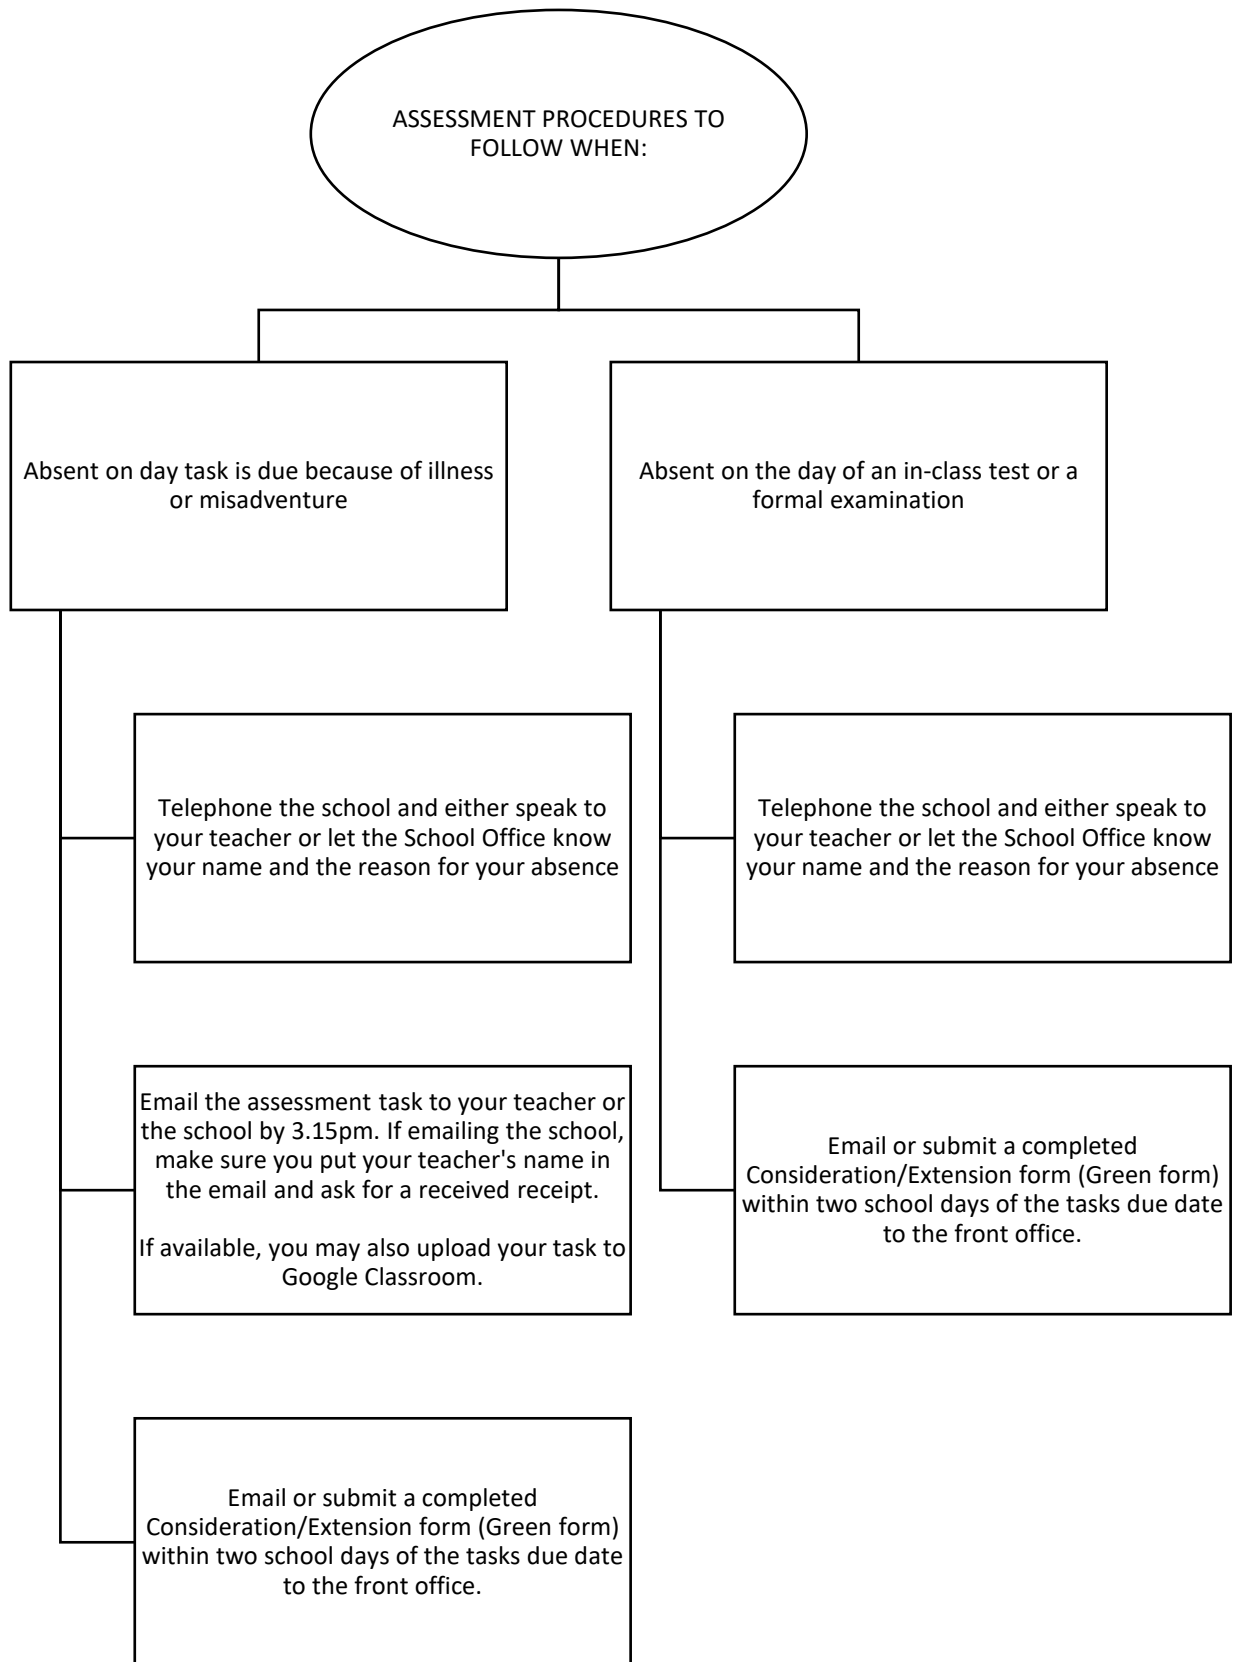 ASSESSMENT PROCEDURES TO
FOLLOW WHEN:
Absent on day task is due because of illness
or misadventure
Telephone the school and either speak to
your teacher or let the School Office know
your name and the reason for your absence
Email the assessment task to your teacher or
the school by 3.15pm. If emailing the school,
make sure you put your teacher's name in
the email and ask for a received receipt.
If available, you may also upload your task to
Google Classroom.
Email or submit a completed
Consideration/Extension form (Green form)
within two school days of the tasks due date
to the front office.
Absent on the day of an in-class test or a
formal examination
Telephone the school and either speak to
your teacher or let the School Office know
your name and the reason for your absence
Email or submit a completed
Consideration/Extension form (Green form)
within two school days of the tasks due date
to the front office.